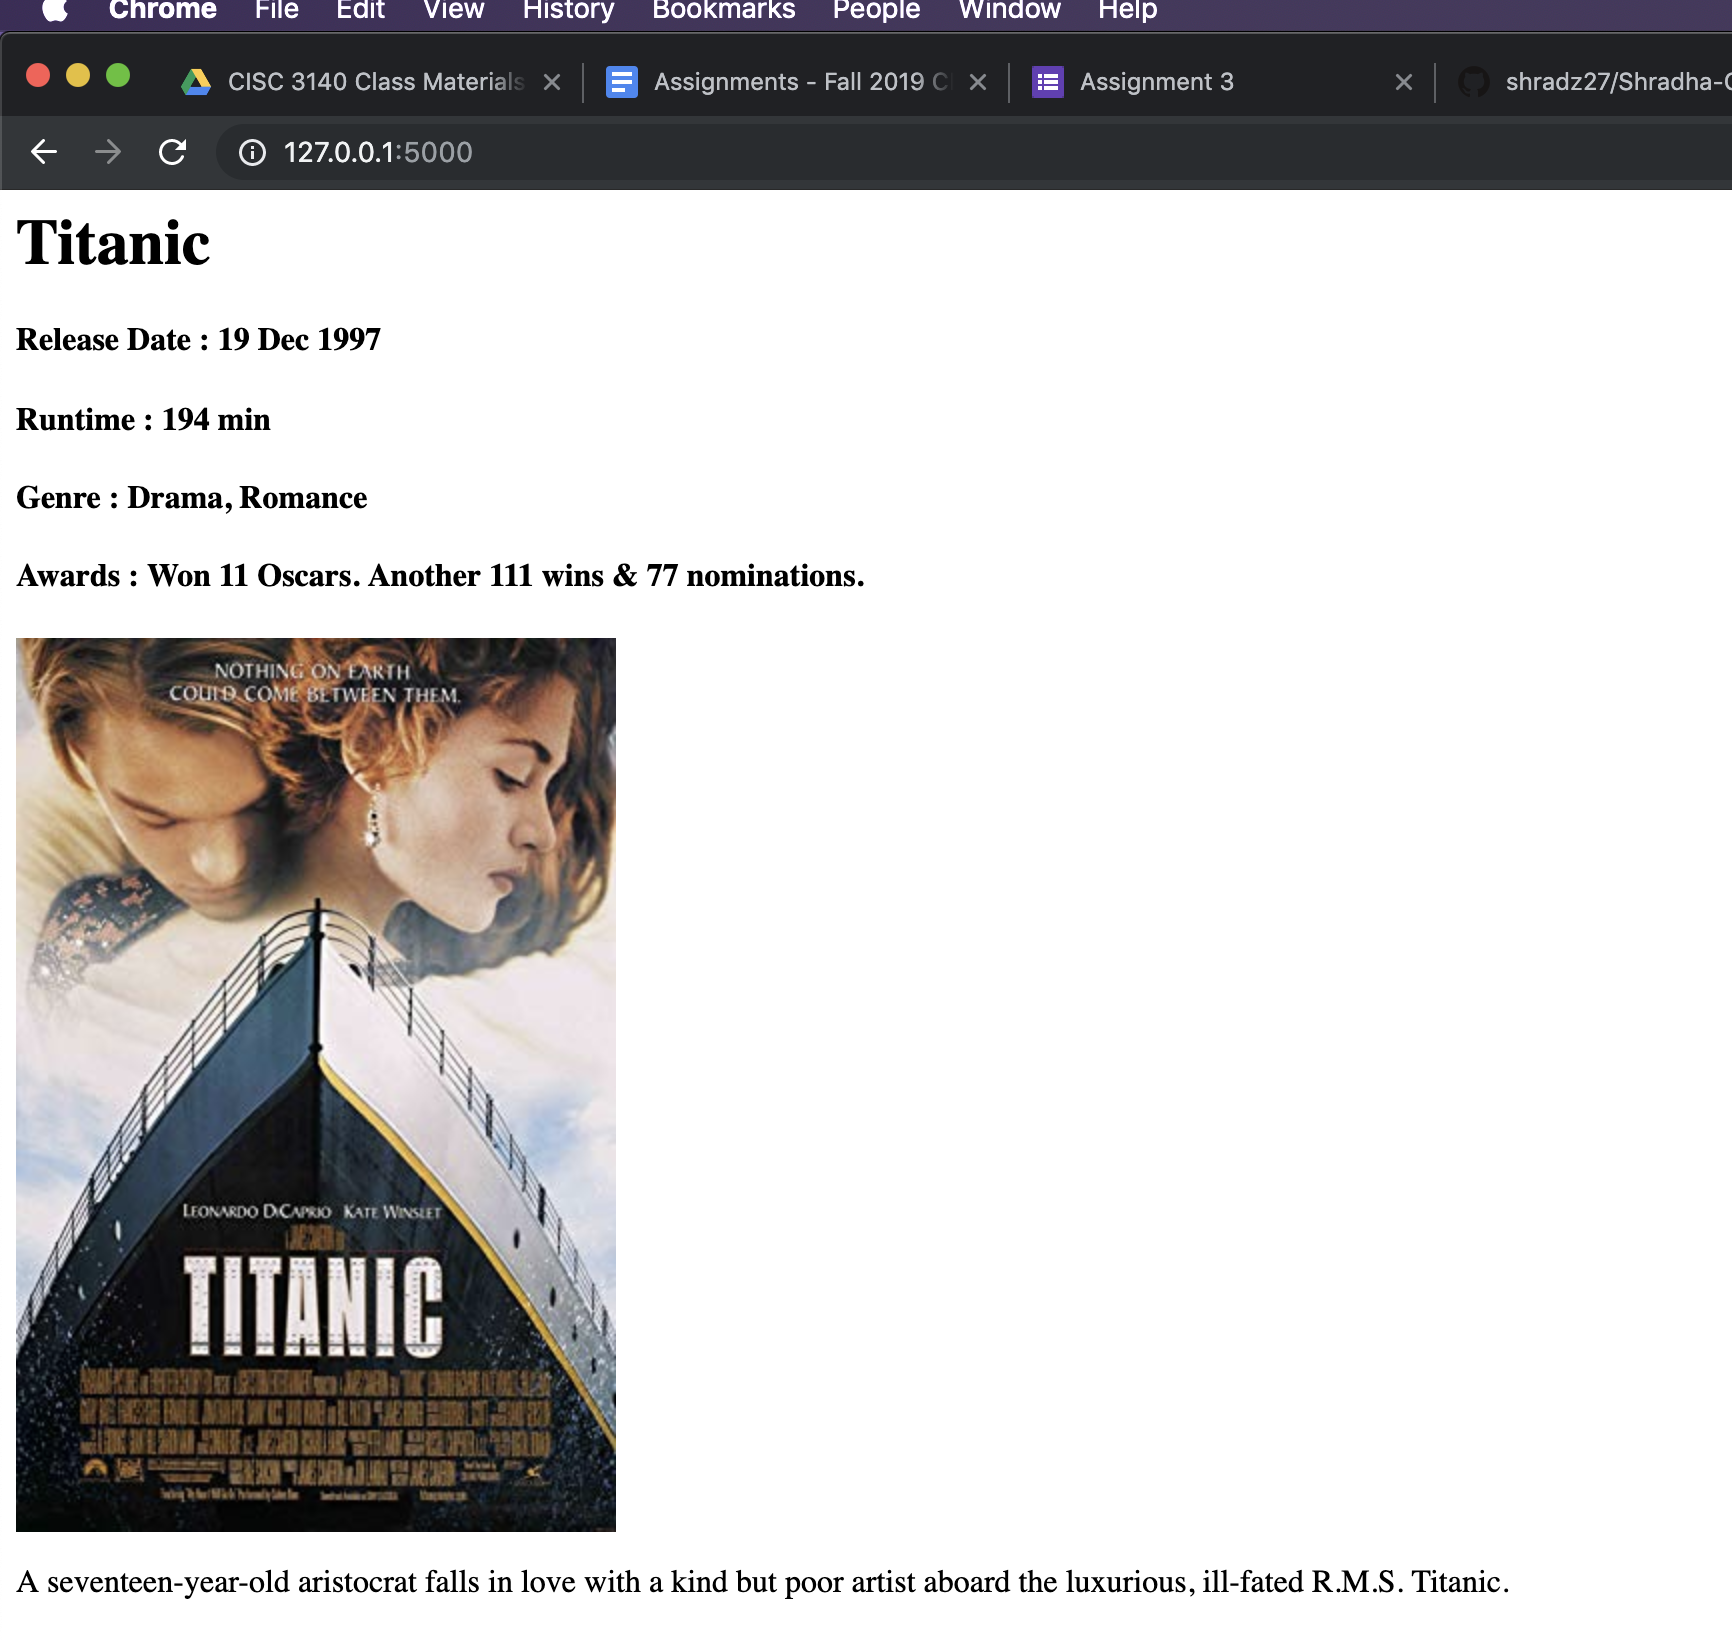 Chrome File Edit View History Bookmarks People Window Help
CISC 3140 Class Materials Assignments - Fall 2019 Assignment 3 shradz27/Shradha-
127.0.0.1:5000
Titanic
Release Date : 19 Dec 1997
Runtime : 194 min
Genre : Drama, Romance
Awards : Won 11 Oscars. Another 111 wins & 77 nominations.
NOTHING ON EARTH
COULD COME BETWEEN THEM.
LEONARDO DICAPRIO KATE WINSLET
TITANIC
A seventeen-year-old aristocrat falls in love with a kind but poor artist aboard the luxurious, ill-fated R.M.S. Titanic.